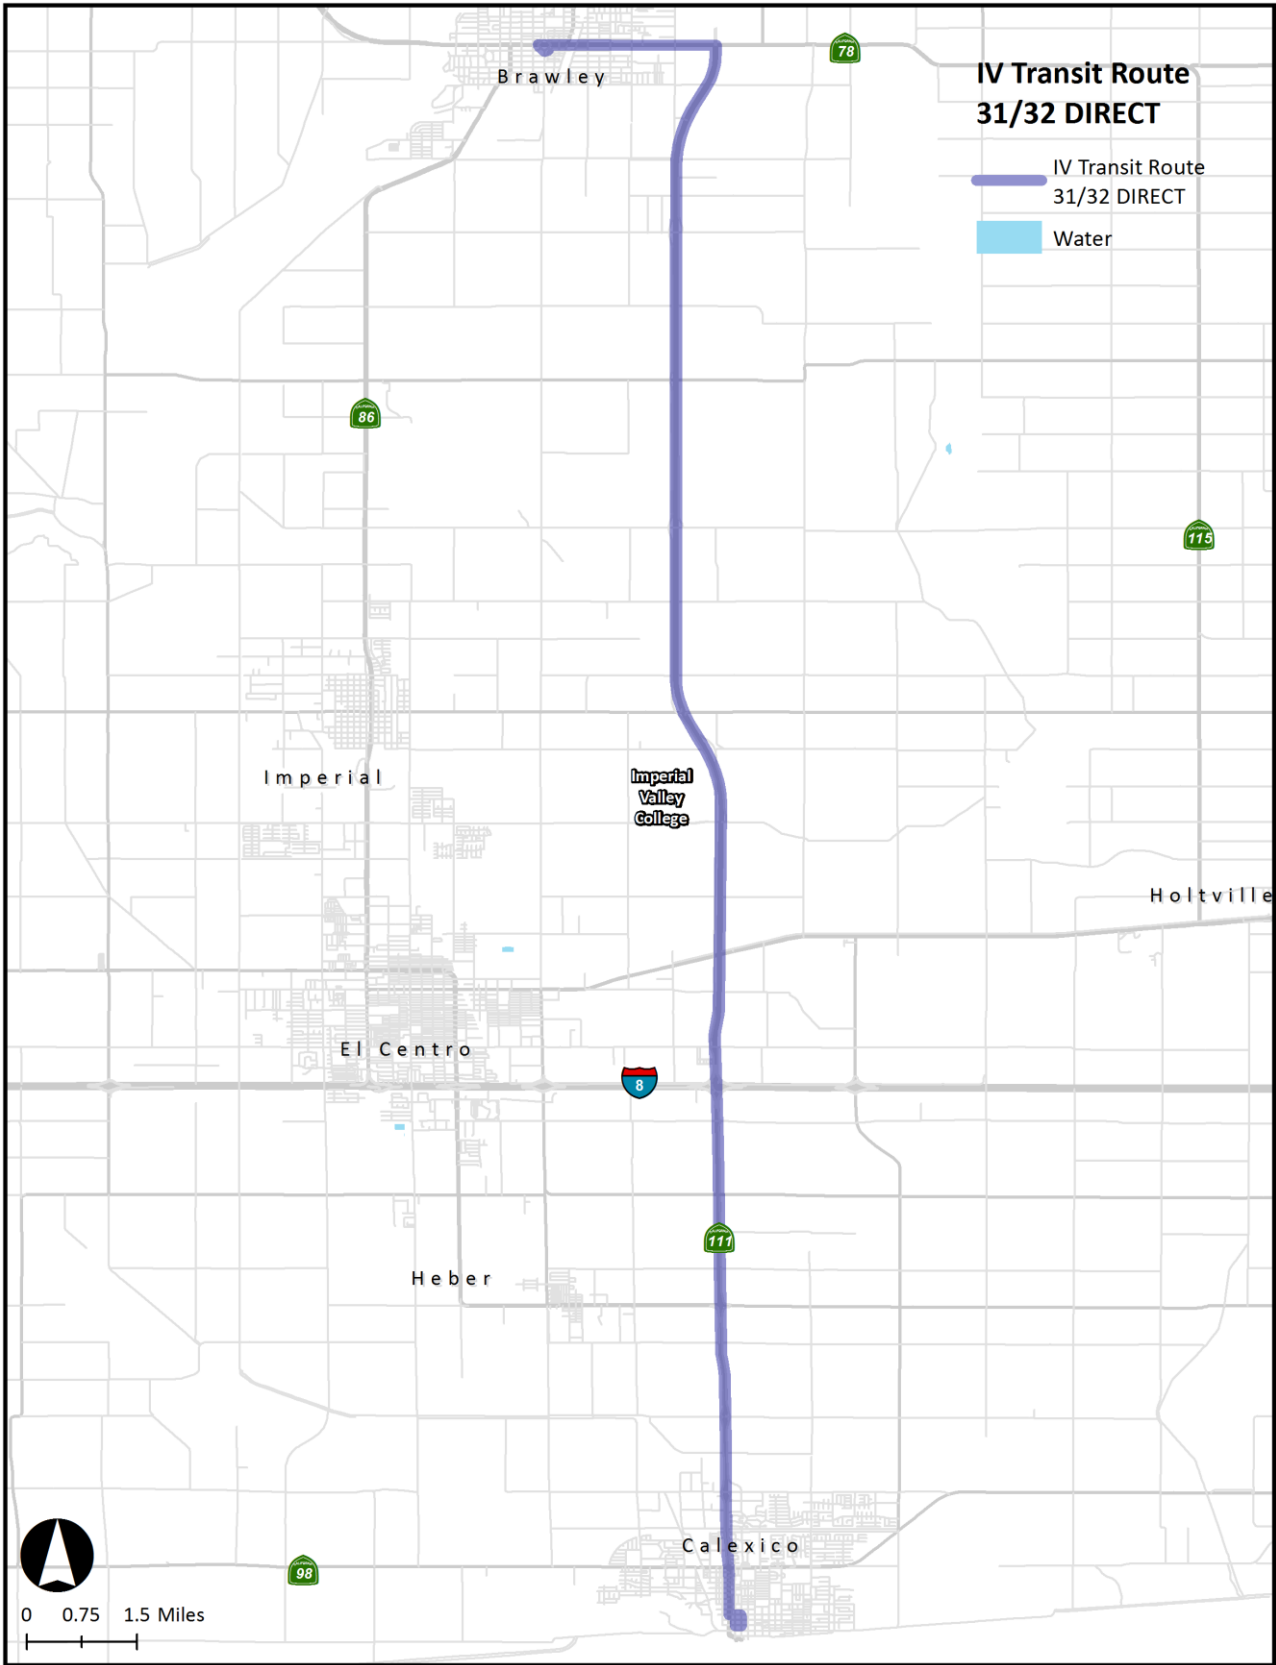 Brawley
78
IV Transit Route
31/32 DIRECT
IV Transit Route
31/32 DIRECT
Water
86
115
Imperial
Imperial
Valley
College
Holtville
El Centro
8
111
Heber
Calexico
98
0 0.75 1.5 Miles